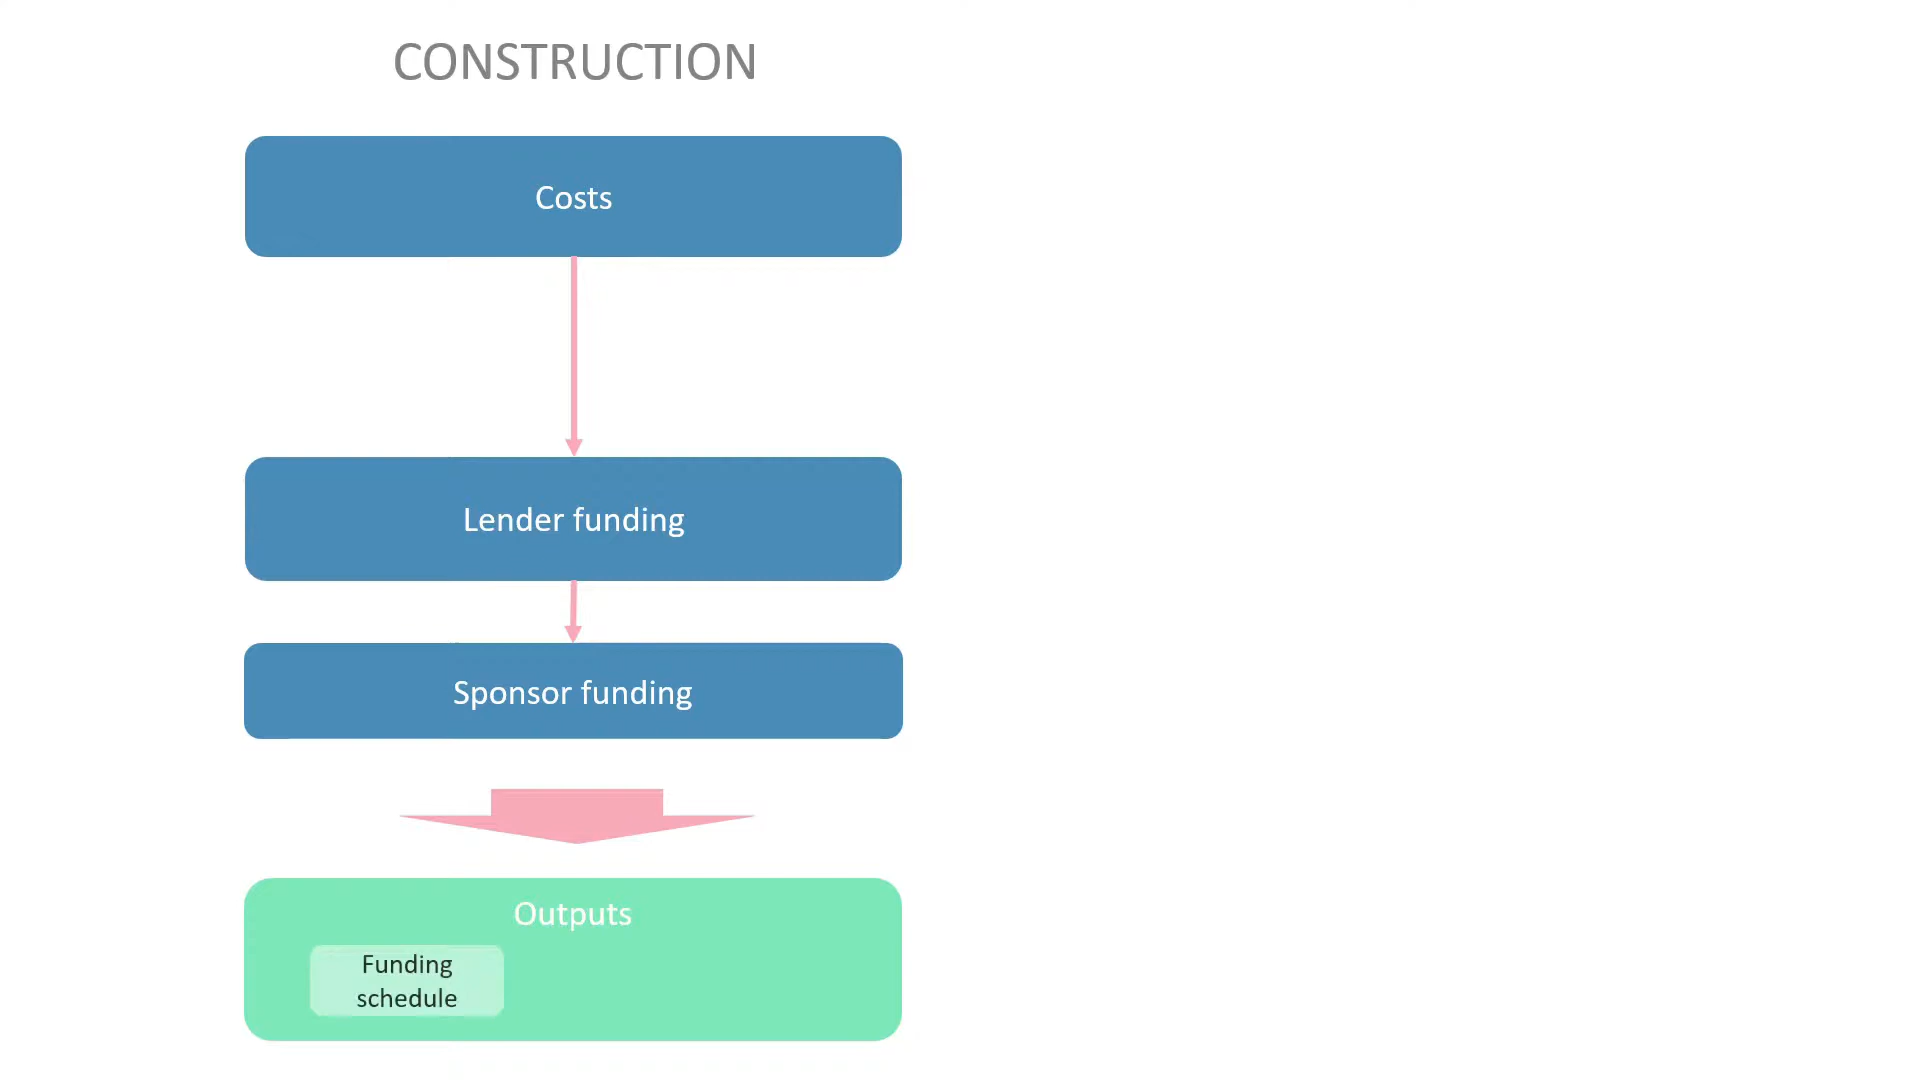 CONSTRUCTION
Costs
Lender funding
Sponsor funding
Outputs
Funding
schedule